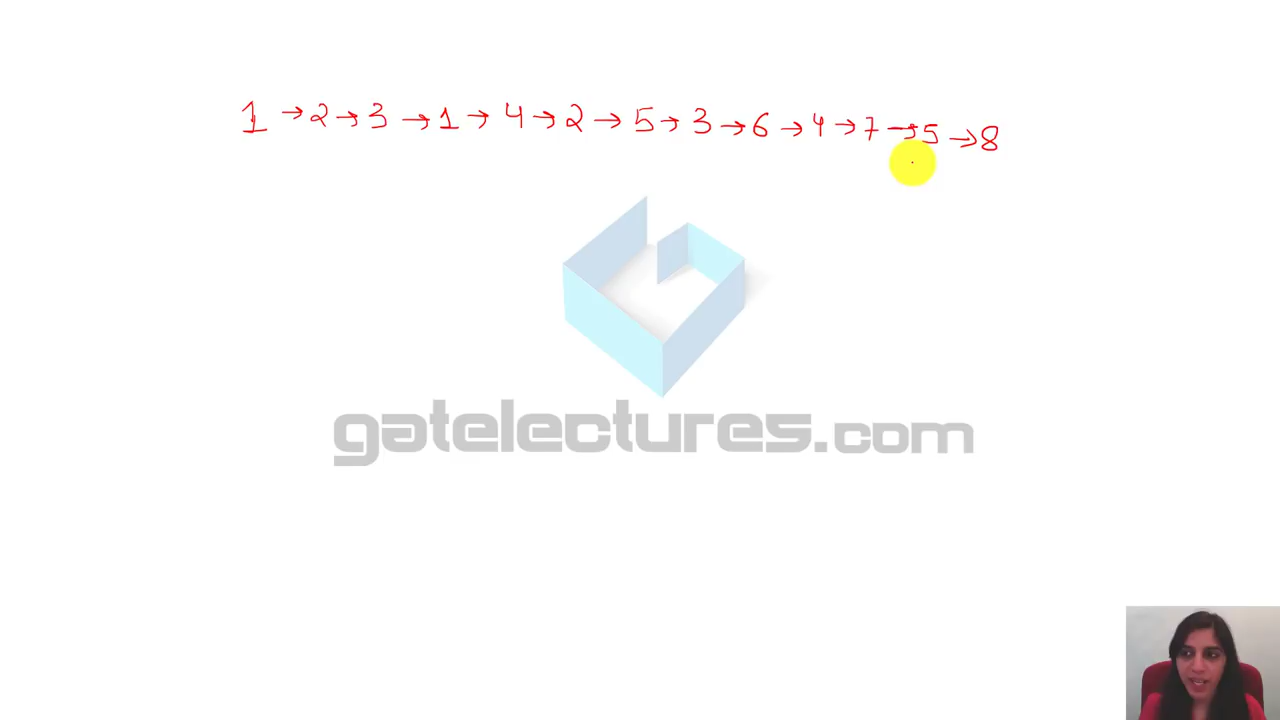 1 → 2 → 3 → 1 → 4 → 2 → 5 → 3 → 6 → 4 → 7 → 5 → 8
gatelectures.com